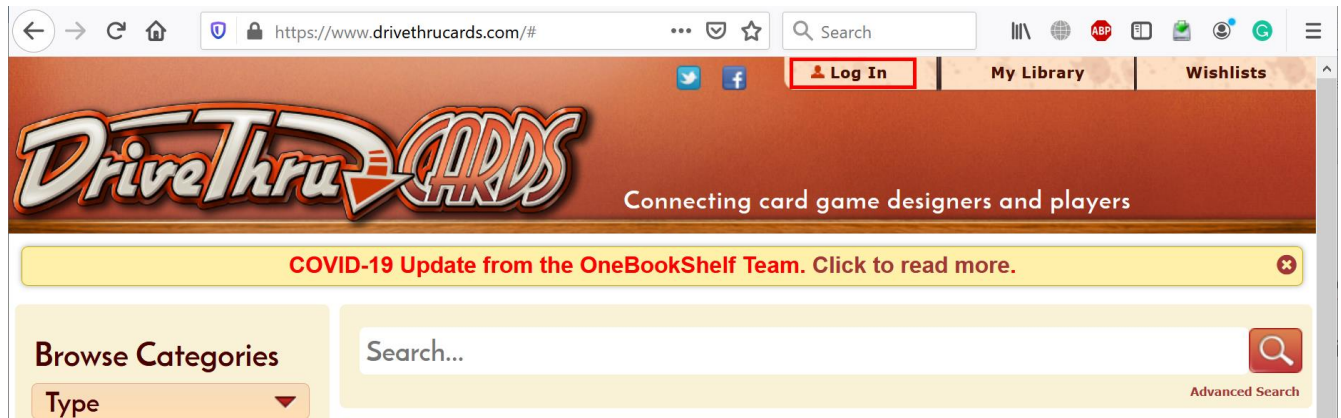 https://www.drivethrucards.com/#
Search
ABP
G
Log In
My Library
Wishlists
DriveThru CARDS
Connecting card game designers and players
COVID-19 Update from the OneBookShelf Team. Click to read more.
Browse Categories
Search...
Advanced Search
Type